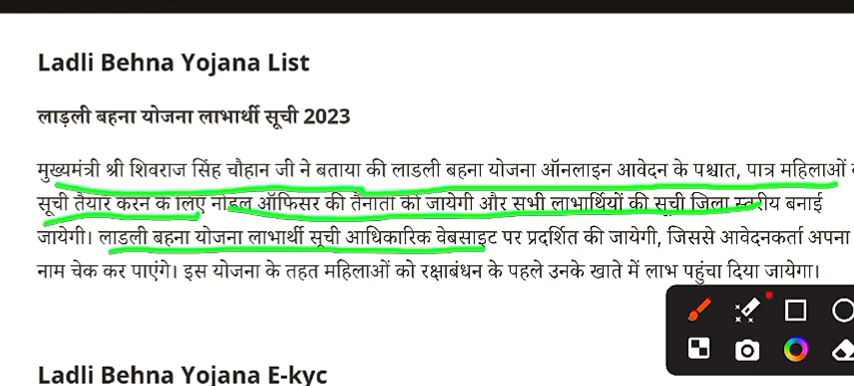 Ladli Behna Yojana List
लाड़ली बहना योजना लाभार्थी सूची 2023
मुख्यमंत्री श्री शिवराज सिंह चौहान जी ने बताया की लाडली बहना योजना ऑनलाइन आवेदन के पश्चात, पात्र महिलाओं
सूची तैयार करने के लिए नोडल ऑफिसर की तैनाती की जायेगी और सभी लाभार्थियों की सूची जिला स्तरीय बनाई
जायेगी। लाडली बहना योजना लाभार्थी सूची आधिकारिक वेबसाइट पर प्रदर्शित की जायेगी, जिससे आवेदनकर्ता अपना
नाम चेक कर पाएंगे। इस योजना के तहत महिलाओं को रक्षाबंधन के पहले उनके खाते में लाभ पहुंचा दिया जायेगा।
Ladli Behna Yojana E-kyc